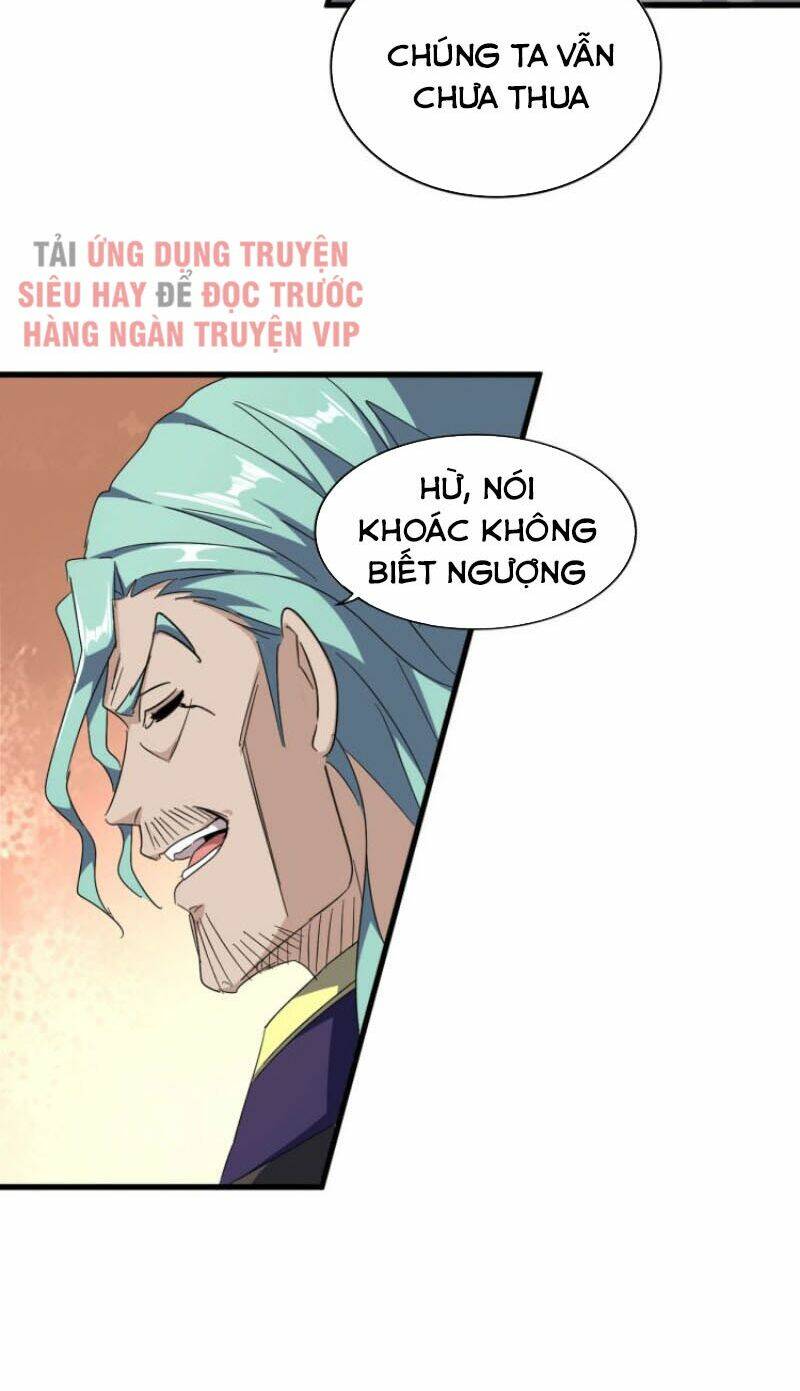 CHÚNG TA VẪN
CHƯA THUA
TẢI ỨNG DỤNG TRUYỆN
SIÊU HAY ĐỂ ĐỌC TRƯỚC
HÀNG NGÀN TRUYỆN VIP
HỪ, NÓI
KHOÁC KHÔNG
BIẾT NGƯỢNG